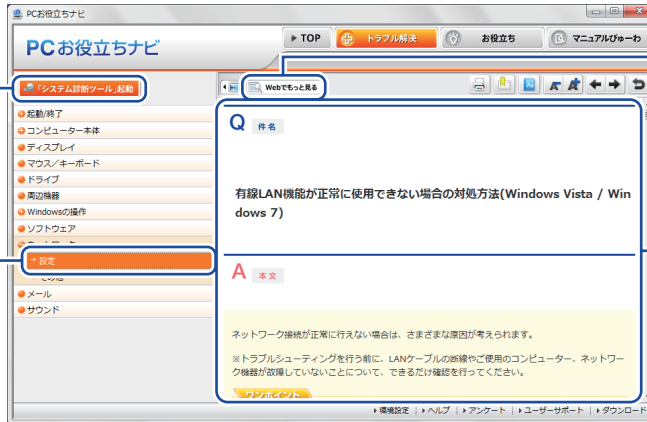 PCお役立ちナビ
PCお役立ちナビ
TOP
トラブル解決
お役立ち
マニュアルびゅーわ
「システム診断ツール」起動
Webでもっと見る
起動/終了
コンピューター本体
ディスプレイ
マウス/キーボード
ドライブ
周辺機器
Windowsの操作
ソフトウェア
設定
その他
メール
サウンド
Q 件名
有線LAN機能が正常に使用できない場合の対処方法(Windows Vista / Win
dows 7)
A 本文
ネットワーク接続が正常に行えない場合は、さまざまな原因が考えられます。
※トラブルシューティングを行う前に、LANケーブルの断線やご使用のコンピューター、ネットワー
ク機器が故障していないことについて、できるだけ確認を行ってください。
ワンポイント
環境設定 | ヘルプ | アンケート | ユーザーサポート | ダウンロード